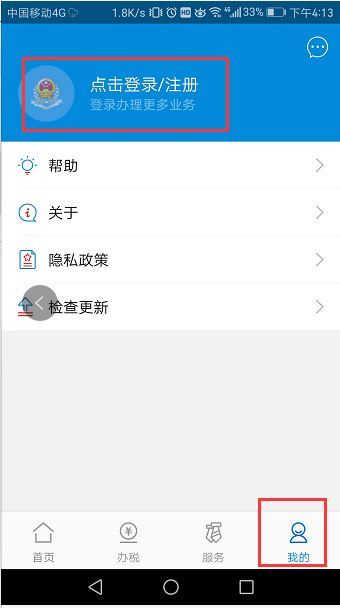 中国移动4G 1.8K/s HD 4G 33% 下午4:13
点击登录/注册
登录办理更多业务
帮助
关于
隐私政策
检查更新
首页 办税 服务 我的